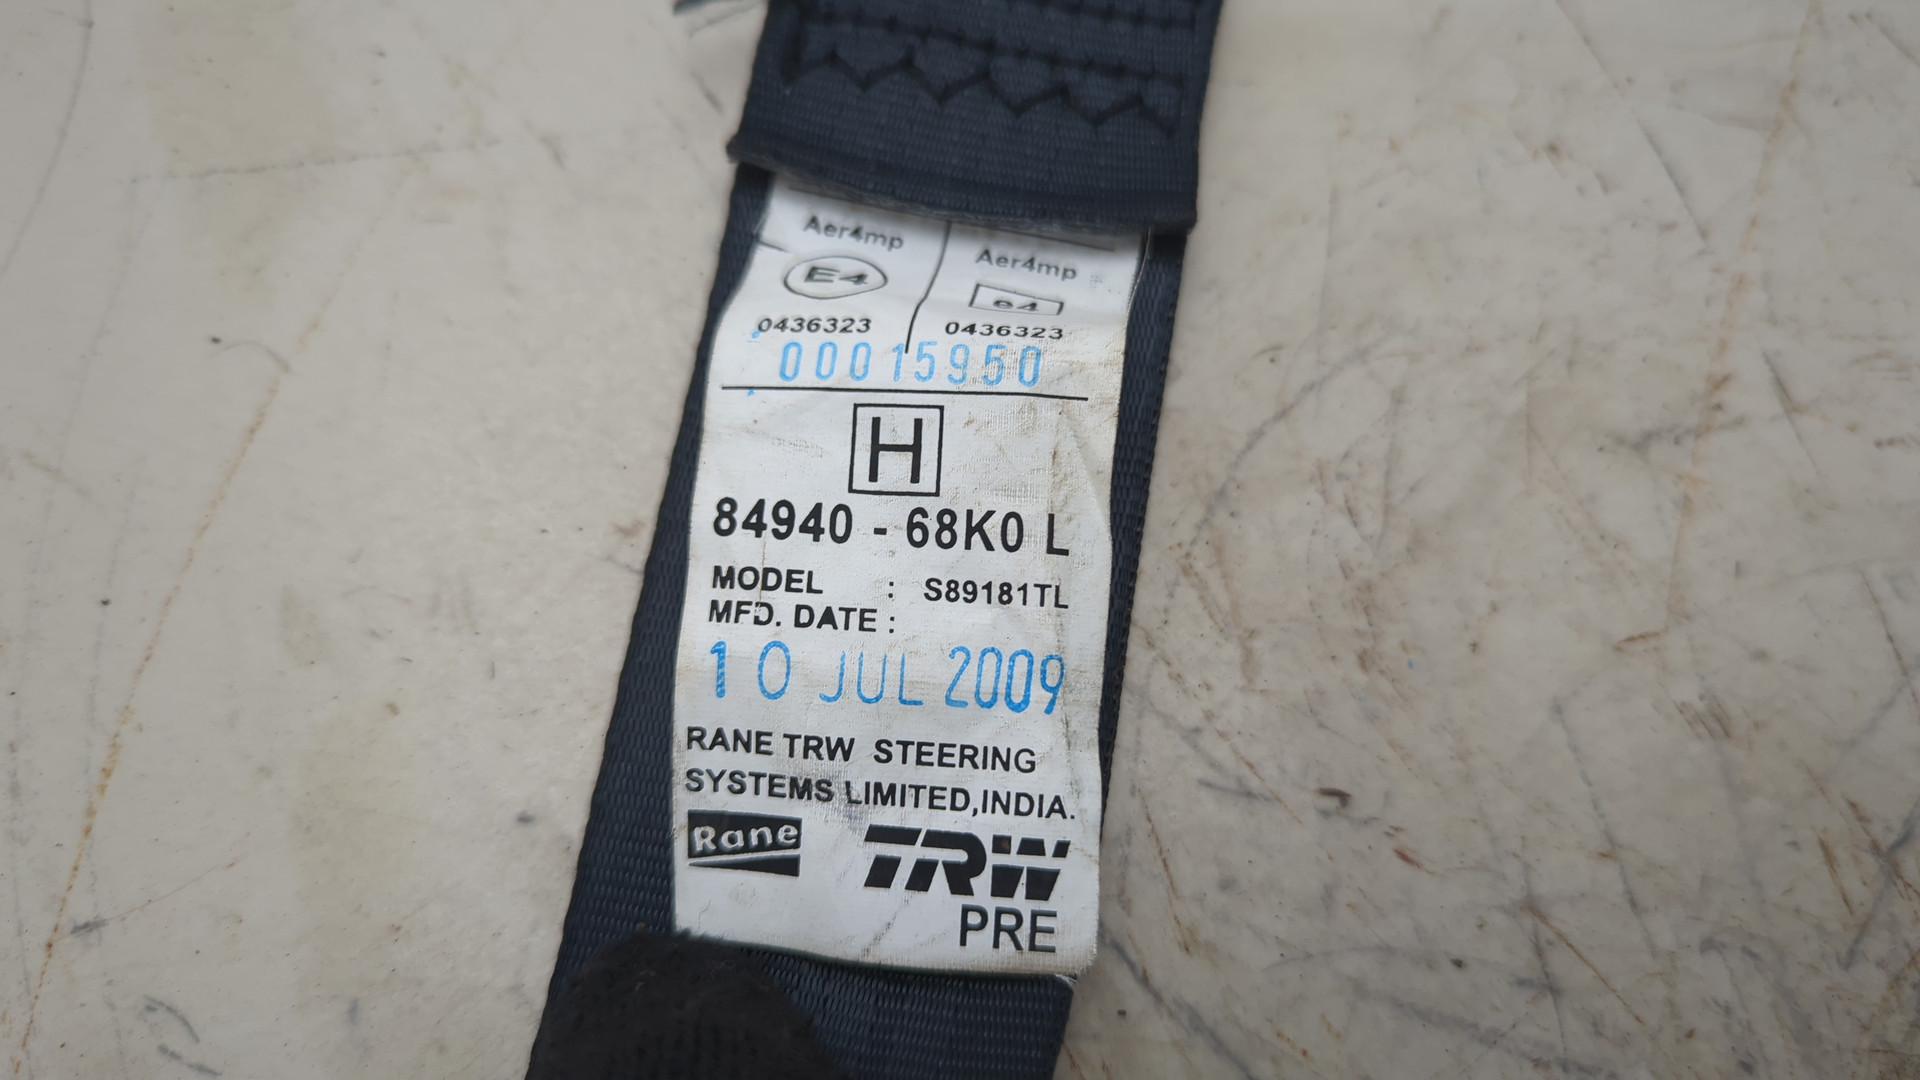 Aer4mp Aer4mp
E4 e4
0436323 0436323
00015950
H
84940 - 68K0 L
MODEL : S89181TL
MFD. DATE :
10 JUL 2009
RANE TRW STEERING
SYSTEMS LIMITED,INDIA.
Rane TRW
PRE